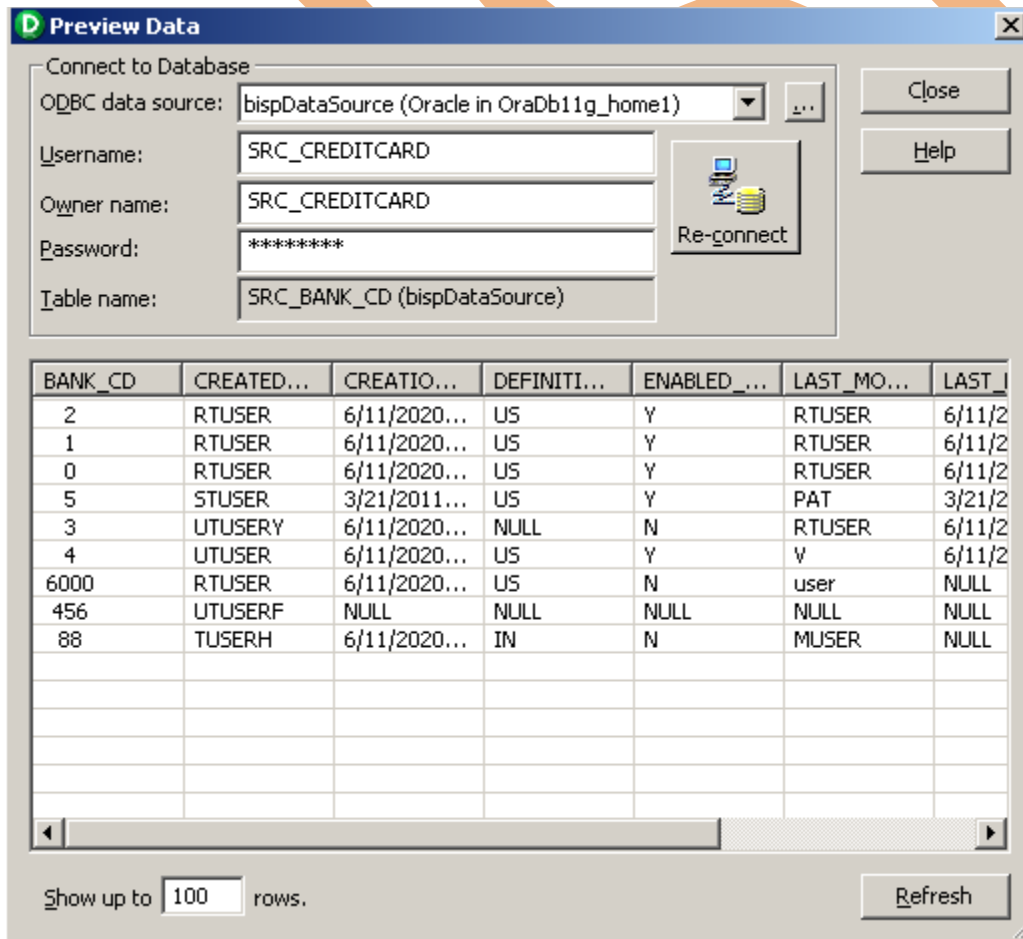 Preview Data
Connect to Database
ODBC data source: bispDataSource (Oracle in OraDb11g_home1) ...
Close
Username: SRC_CREDITCARD
Help
Owner name: SRC_CREDITCARD
Re-connect
Password: ********
Table name: SRC_BANK_CD (bispDataSource)
BANK_CD CREATED... CREATIO... DEFINITI... ENABLED_... LAST_MO... LAST_
2 RTUSER 6/11/2020... US Y RTUSER 6/11/2
1 RTUSER 6/11/2020... US Y RTUSER 6/11/2
0 RTUSER 6/11/2020... US Y RTUSER 6/11/2
5 STUSER 3/21/2011... US Y PAT 3/21/2
3 UTUSERY 6/11/2020... NULL N RTUSER 6/11/2
4 UTUSER 6/11/2020... US Y V 6/11/2
6000 RTUSER 6/11/2020... US N user NULL
456 UTUSERF NULL NULL NULL NULL NULL
88 TUSERH 6/11/2020... IN N MUSER NULL
Show up to 100 rows.
Refresh